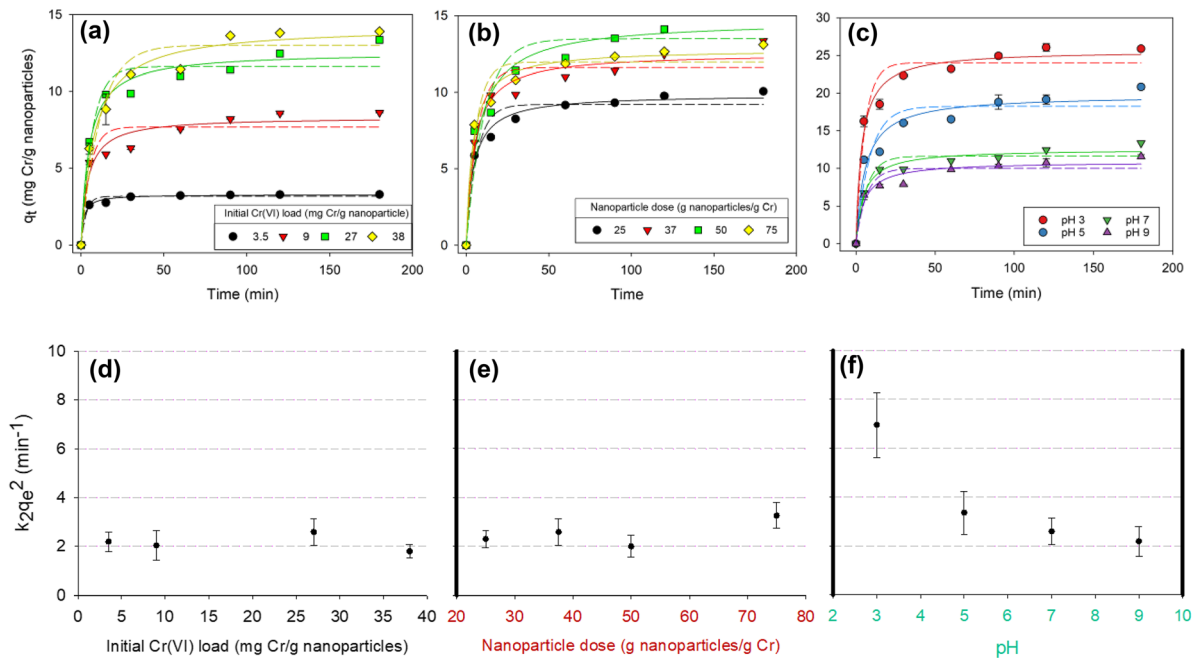 (a)
15
10
5
0
qt (mg Cr/g nanoparticles)
Initial Cr(VI) load (mg Cr/g nanoparticle)
3.5 9 27 38
0 50 100 150 200
Time (min)
(b)
15
10
5
0
Nanoparticle dose (g nanoparticles/g Cr)
25 37 50 75
0 50 100 150 200
Time
(c)
30
25
20
15
10
5
0
pH 3 pH 7
pH 5 pH 9
0 50 100 150 200
Time (min)
(d)
10
8
6
4
2
0
k2qe^2 (min-1)
0 5 10 15 20 25 30 35 40
Initial Cr(VI) load (mg Cr/g nanoparticles)
(e)
20 30 40 50 60 70 80
Nanoparticle dose (g nanoparticles/g Cr)
(f)
2 3 4 5 6 7 8 9 10
pH